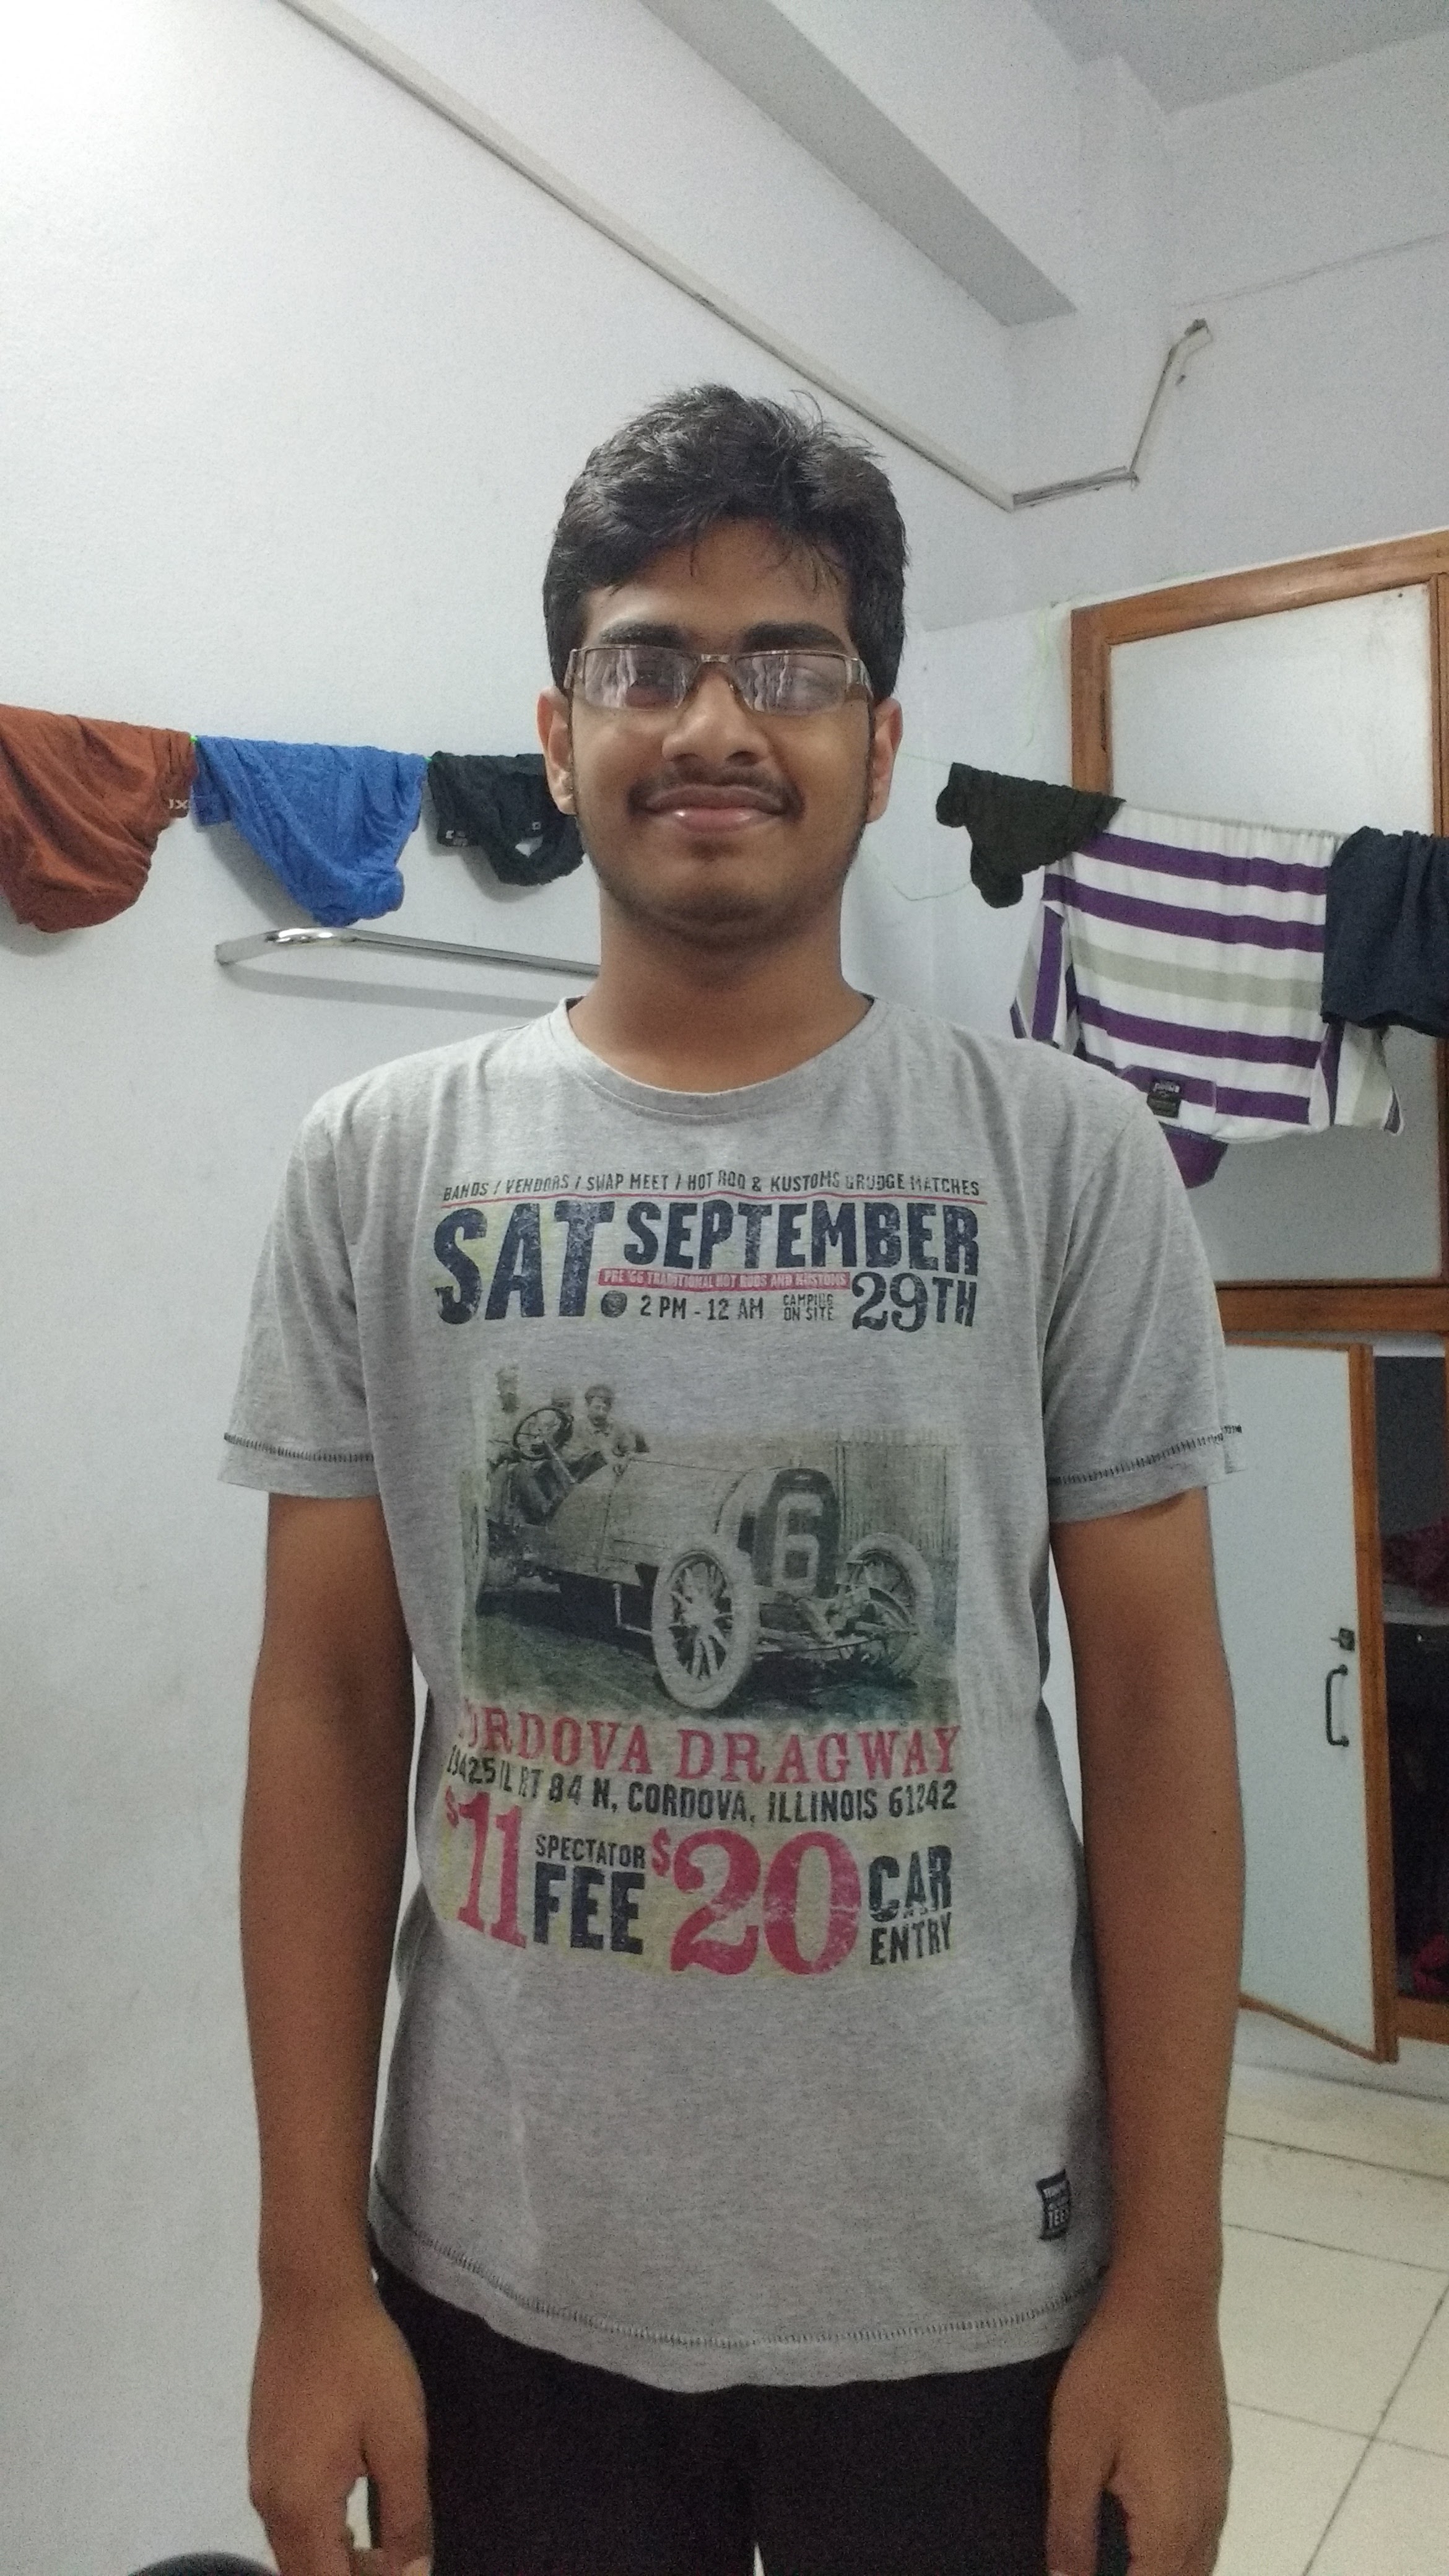 BANDS / VENDORS / SWAP MEET / HOT ROD & KUSTOMS GRUDGE MATCHES
SAT. SEPTEMBER
PRE '66 TRADITIONAL HOT RODS AND KUSTOMS
2 PM - 12 AM CAMPING ON SITE 29TH
6
CORDOVA DRAGWAY
19425 IL RT 84 N, CORDOVA, ILLINOIS 61242
$11 SPECTATOR FEE $20 CAR ENTRY